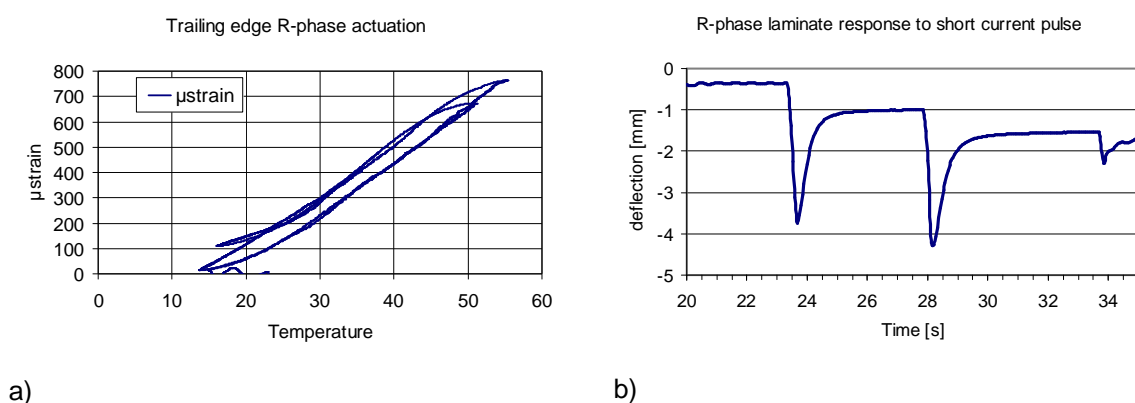 Trailing edge R-phase actuation
800
700
600
500
400
300
200
100
0
µstrain
µstrain
0 10 20 30 40 50 60
Temperature
a)
R-phase laminate response to short current pulse
0
-1
-2
-3
-4
-5
deflection [mm]
20 22 24 26 28 30 32 34
Time [s]
b)